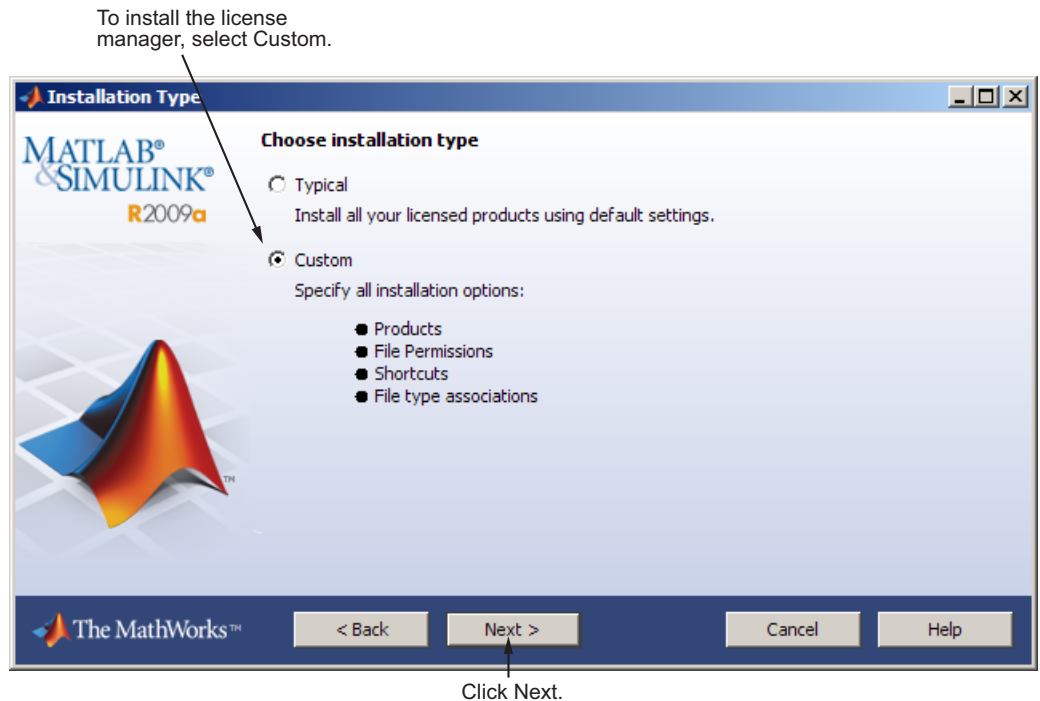 To install the license
manager, select Custom.
Installation Type
MATLAB®
&SIMULINK®
R2009a
Choose installation type
Typical
Install all your licensed products using default settings.
Custom
Specify all installation options:
Products
File Permissions
Shortcuts
File type associations
TM
The MathWorks™
< Back
Next >
Cancel
Help
Click Next.